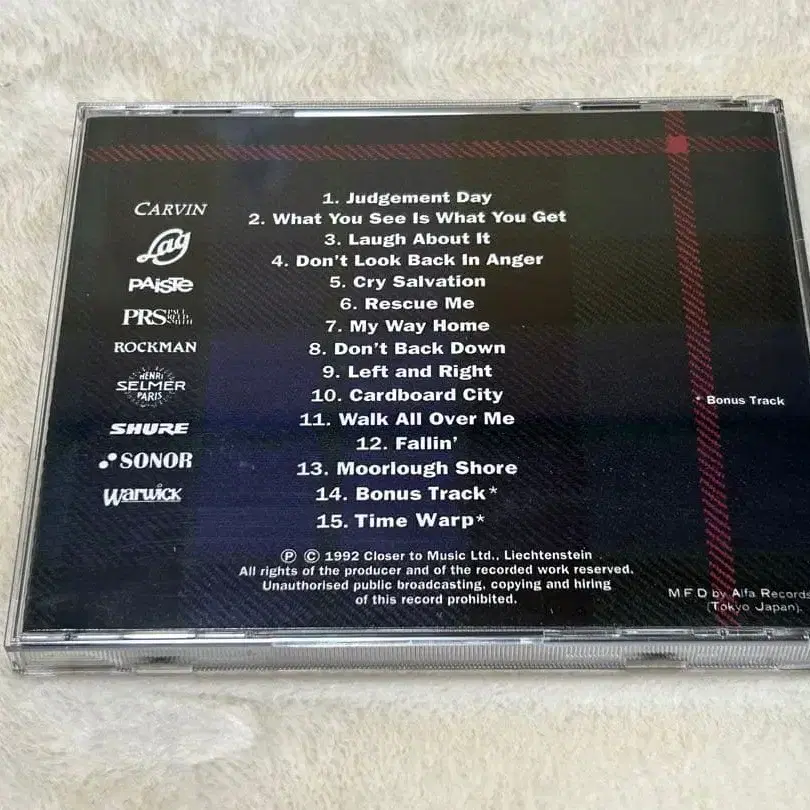 CARVIN
Lag
PAiSTe
PRS PAUL REED SMITH
ROCKMAN
HENRI
SELMER
PARIS
SHURE
SONOR
Warwick
1. Judgement Day
2. What You See Is What You Get
3. Laugh About It
4. Don't Look Back In Anger
5. Cry Salvation
6. Rescue Me
7. My Way Home
8. Don't Back Down
9. Left and Right
10. Cardboard City
11. Walk All Over Me
12. Fallin'
13. Moorlough Shore
14. Bonus Track*
15. Time Warp*
* Bonus Track
Ⓟ © 1992 Closer to Music Ltd., Liechtenstein
All rights of the producer and of the recorded work reserved.
Unauthorised public broadcasting, copying and hiring
of this record prohibited.
M.F.D by Alfa Records
(Tokyo Japan).